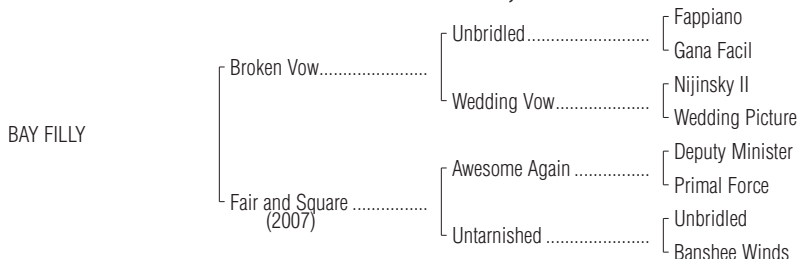 Fappiano
Unbridled........................
Gana Facil
Broken Vow......................
Nijinsky II
Wedding Vow..................
Wedding Picture
BAY FILLY
Deputy Minister
Awesome Again ...............
Primal Force
Fair and Square ...............
(2007)
Unbridled
Untarnished .....................
Banshee Winds